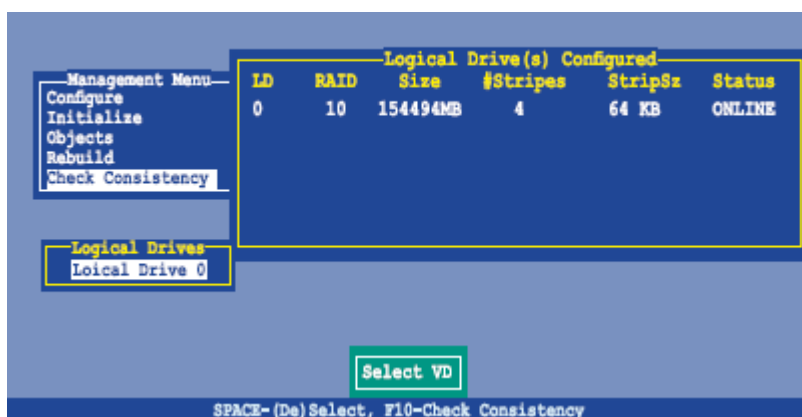 Logical Drive(s) Configured
LD RAID Size #Stripes StripSz Status
0 10 154494MB 4 64 KB ONLINE
Management Menu
Configure
Initialize
Objects
Rebuild
Check Consistency
Logical Drives
Loical Drive 0
Select VD
SPACE-(De)Select, F10-Check Consistency